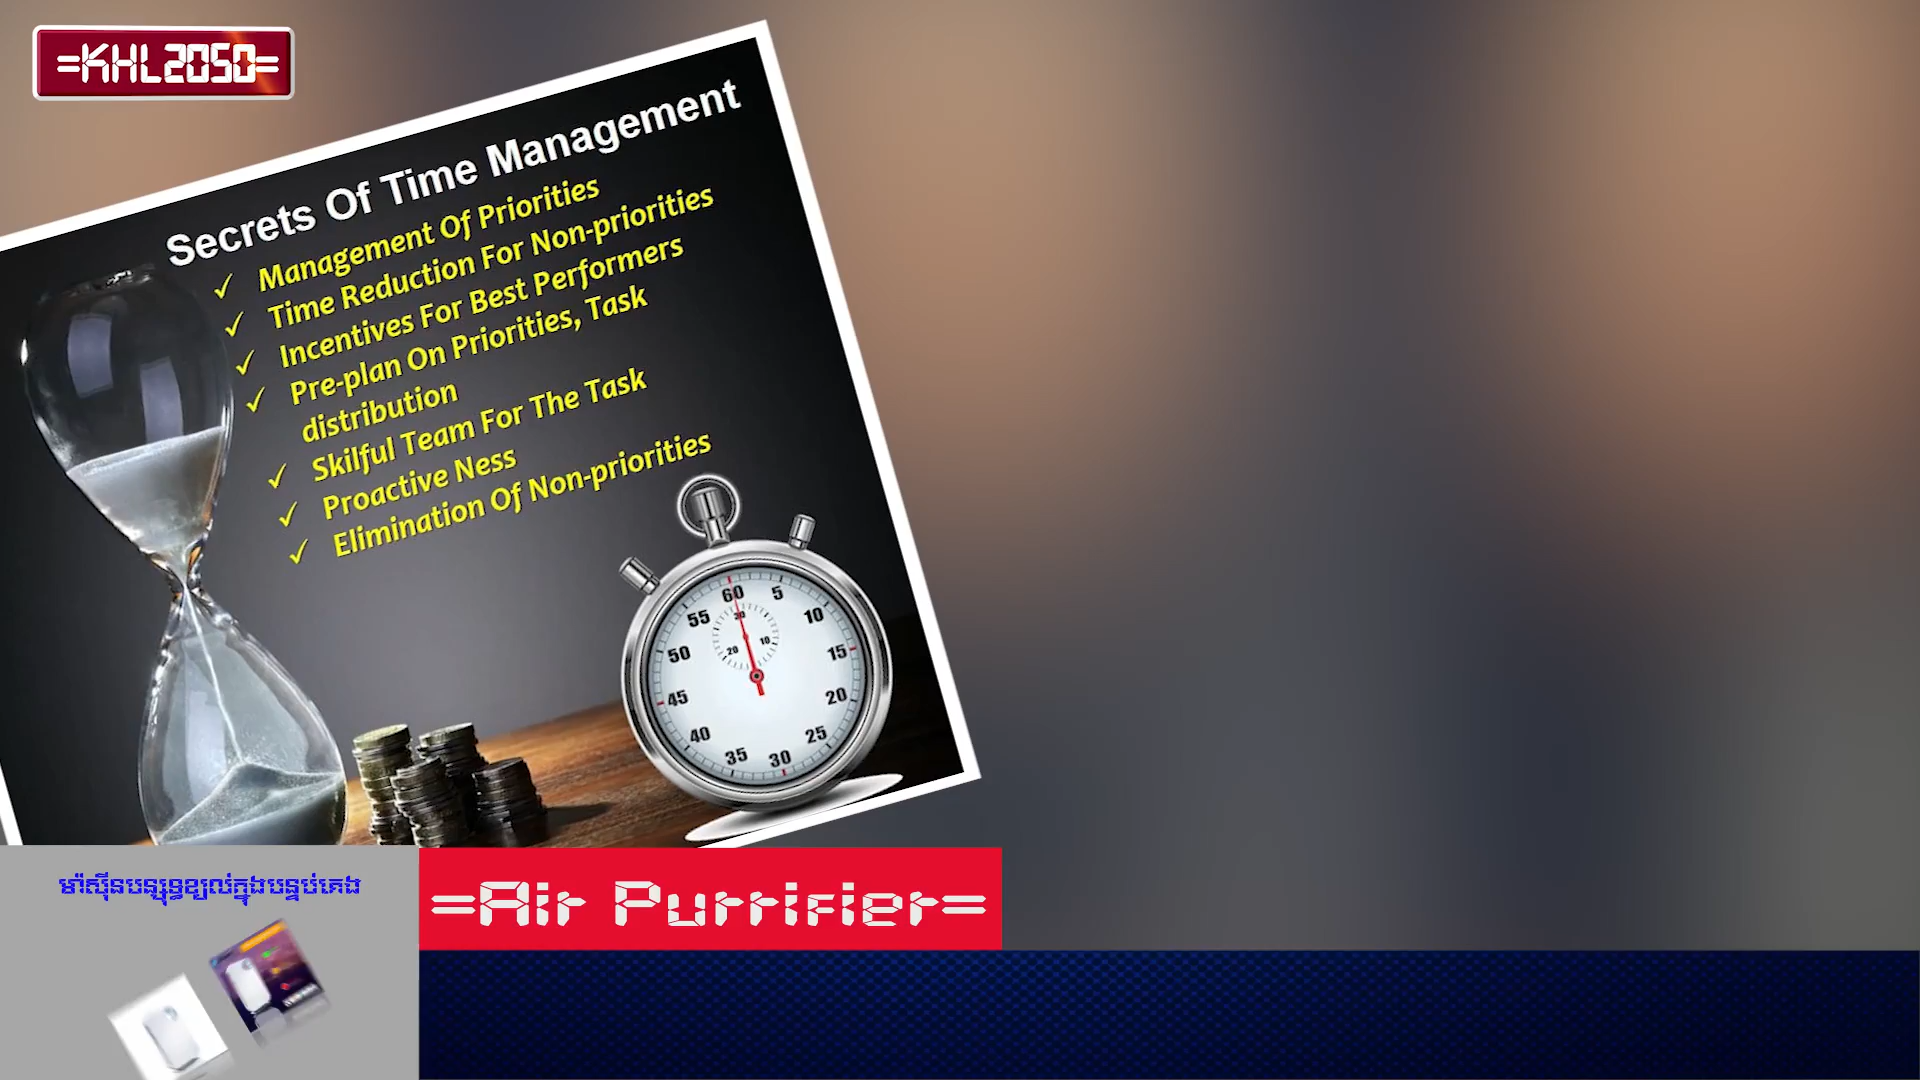 =KHL2050=
Secrets Of Time Management
✓ Management Of Priorities
✓ Time Reduction For Non-priorities
✓ Incentives For Best Performers
✓ Pre-plan On Priorities, Task
distribution
✓ Skilful Team For The Task
✓ Proactive Ness
✓ Elimination Of Non-priorities
60
5
10
15
20
25
30
35
40
45
50
55
30
10
20
ម៉ាស៊ីនបន្សុទ្ធខ្យល់ក្នុងបន្ទប់គេង
=Air Purrifier=